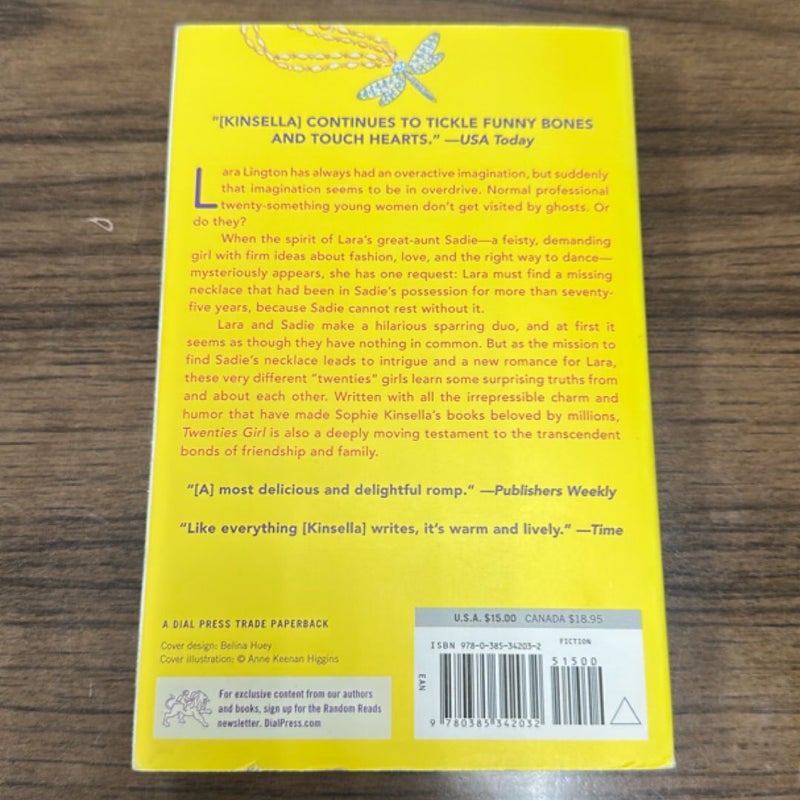 "[KINSELLA] CONTINUES TO TICKLE FUNNY BONES
AND TOUCH HEARTS." —USA Today
Lara Lington has always had an overactive imagination, but suddenly
that imagination seems to be in overdrive. Normal professional
twenty-something young women don't get visited by ghosts. Or
do they?
When the spirit of Lara's great-aunt Sadie—a feisty, demanding
girl with firm ideas about fashion, love, and the right way to dance—
mysteriously appears, she has one request: Lara must find a missing
necklace that had been in Sadie's possession for more than seventy-
five years, because Sadie cannot rest without it.
Lara and Sadie make a hilarious sparring duo, and at first it
seems as though they have nothing in common. But as the mission to
find Sadie's necklace leads to intrigue and a new romance for Lara,
these very different "twenties" girls learn some surprising truths from
and about each other. Written with all the irrepressible charm and
humor that have made Sophie Kinsella's books beloved by millions,
Twenties Girl is also a deeply moving testament to the transcendent
bonds of friendship and family.
"[A] most delicious and delightful romp." —Publishers Weekly
"Like everything [Kinsella] writes, it's warm and lively." —Time
A DIAL PRESS TRADE PAPERBACK
Cover design: Belina Huey
Cover illustration: © Anne Keenan Higgins
For exclusive content from our authors
and books, sign up for the Random Reads
newsletter. DialPress.com
U.S.A. $15.00 CANADA $18.95
ISBN 978-0-385-34203-2 FICTION
51500
EAN
9 780385 342032